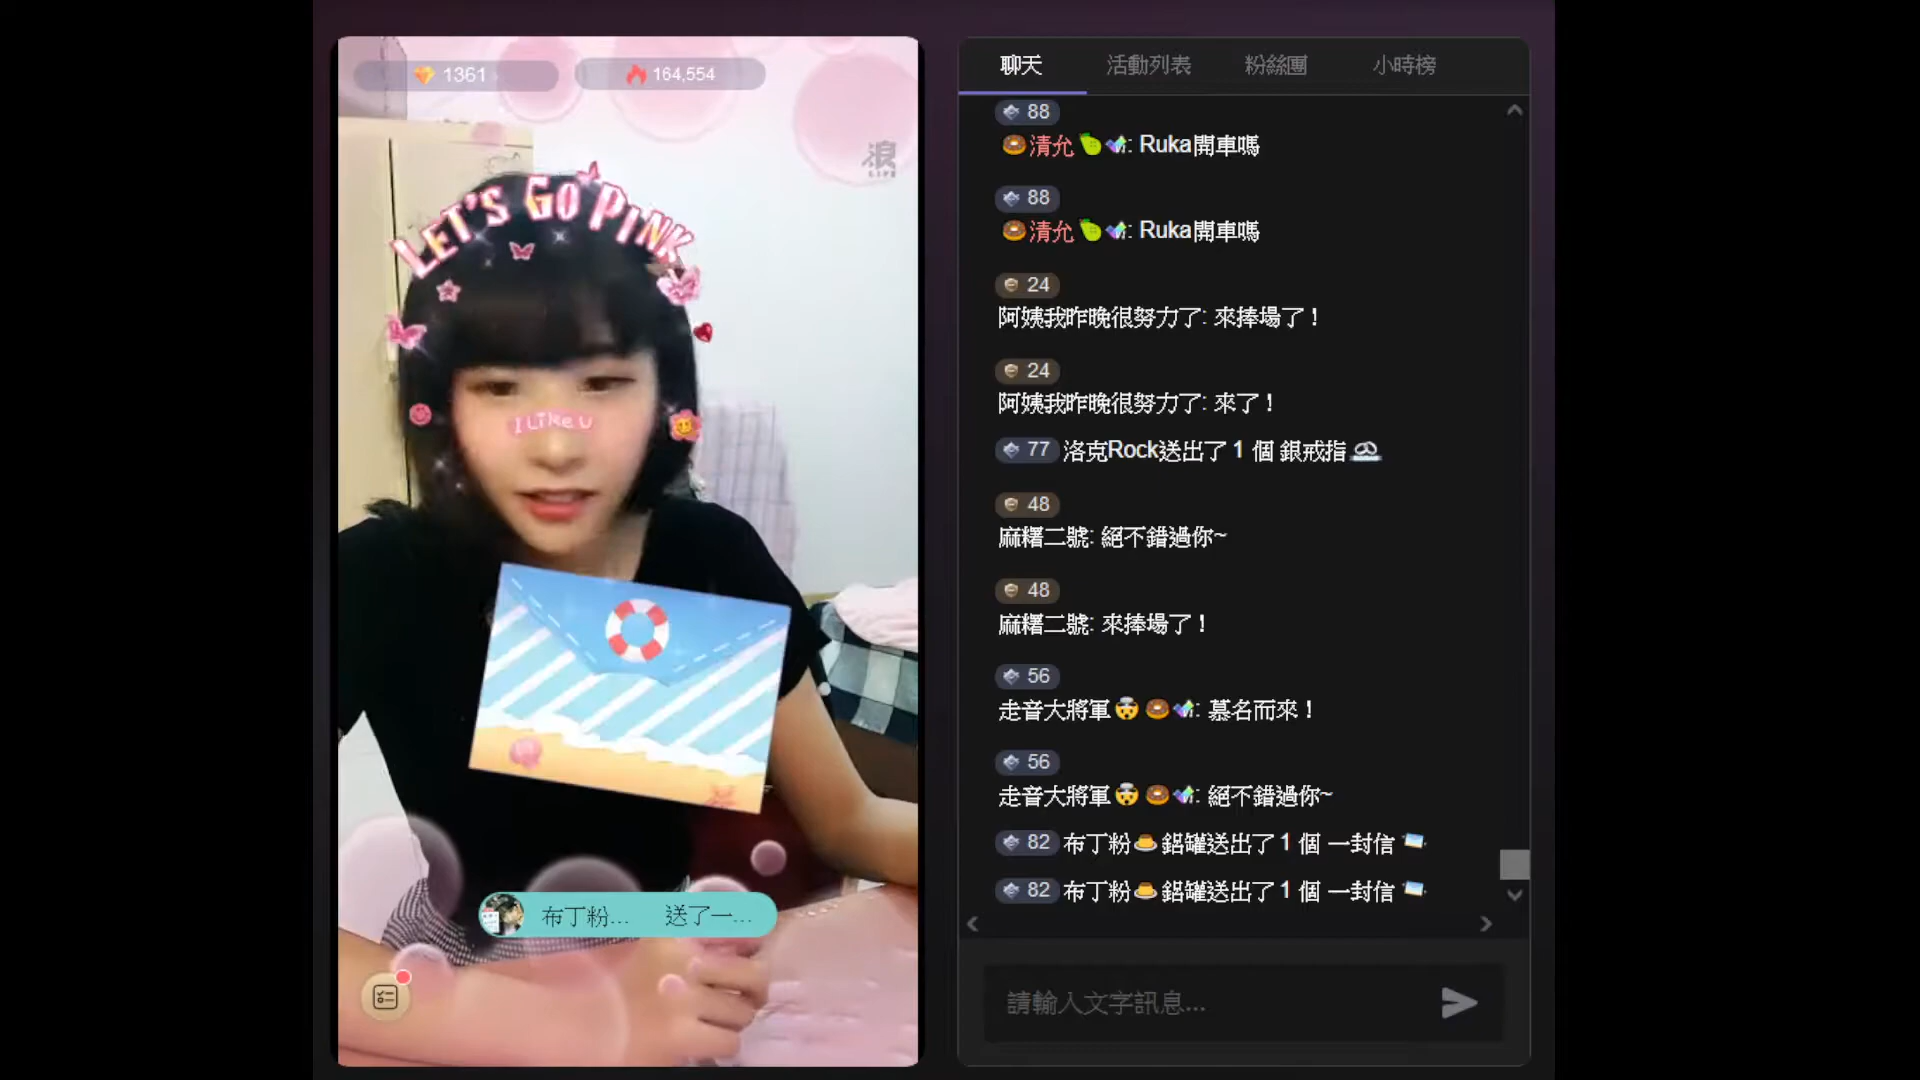 1361
164,554
浪
LIFE
LET'S GO PINK
I LiKe U
布丁粉... 送了一...
聊天 活動列表 粉絲團 小時榜
88
清允: Ruka開車嗎
88
清允: Ruka開車嗎
24
阿姨我昨晚很努力了: 來捧場了!
24
阿姨我昨晚很努力了: 來了!
77 洛克Rock送出了 1 個 銀戒指
48
麻糬二號: 絕不錯過你~
48
麻糬二號: 來捧場了!
56
走音大將軍: 慕名而來!
56
走音大將軍: 絕不錯過你~
82 布丁粉鋁罐送出了 1 個 一封信
82 布丁粉鋁罐送出了 1 個 一封信
請輸入文字訊息...